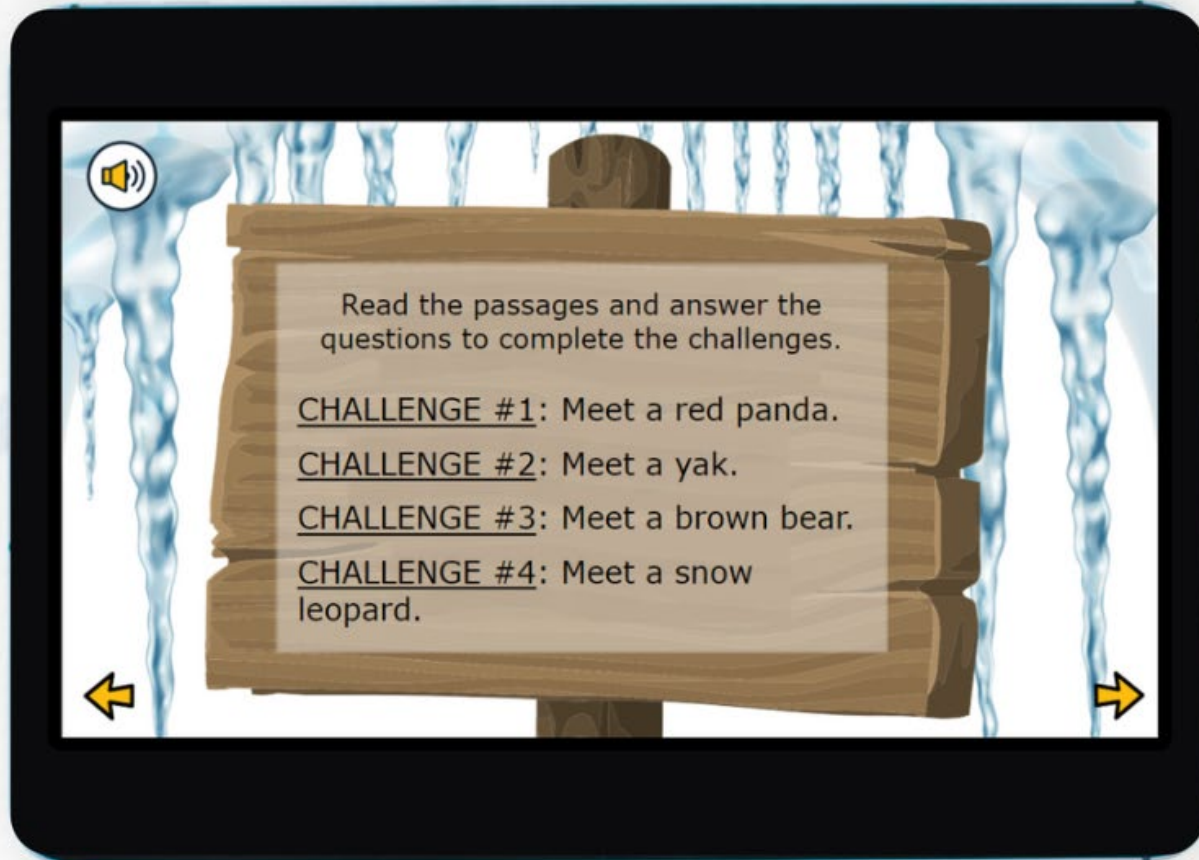 Read the passages and answer the
questions to complete the challenges.
CHALLENGE #1: Meet a red panda.
CHALLENGE #2: Meet a yak.
CHALLENGE #3: Meet a brown bear.
CHALLENGE #4: Meet a snow
leopard.